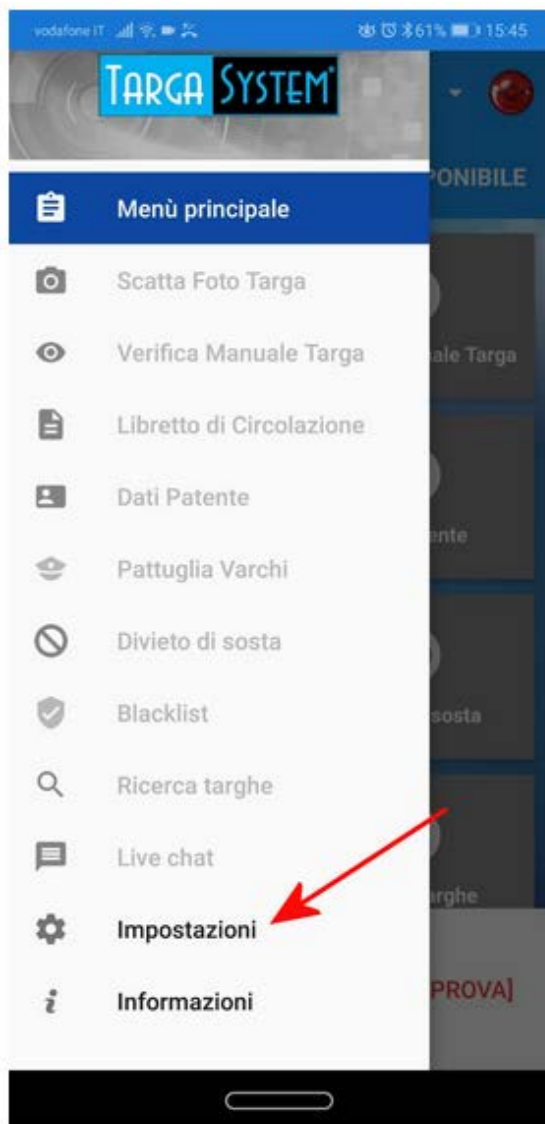 vodafone IT 61% 15:45
TARGA SYSTEM
PONIBILE
Menù principale
Scatta Foto Targa
Verifica Manuale Targa
ale Targa
Libretto di Circolazione
Dati Patente
ente
Pattuglia Varchi
Divieto di sosta
Blacklist
sosta
Ricerca targhe
Live chat
arghe
Impostazioni
Informazioni
PROVA]